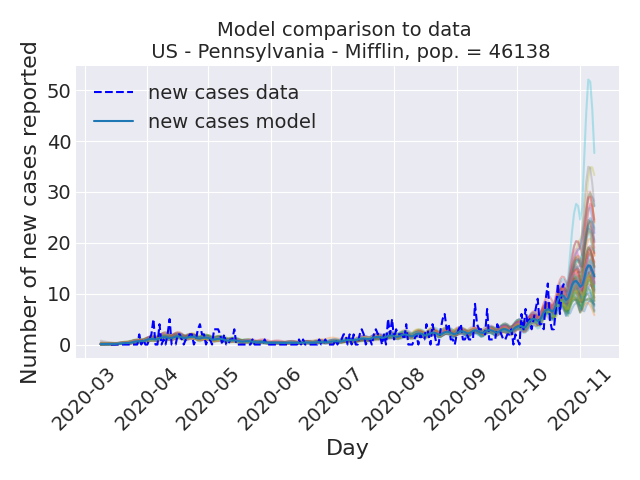 Model comparison to data
US - Pennsylvania - Mifflin, pop. = 46138
Number of new cases reported
50
40
30
20
10
0
new cases data
new cases model
2020-03
2020-04
2020-05
2020-06
2020-07
2020-08
2020-09
2020-10
2020-11
Day